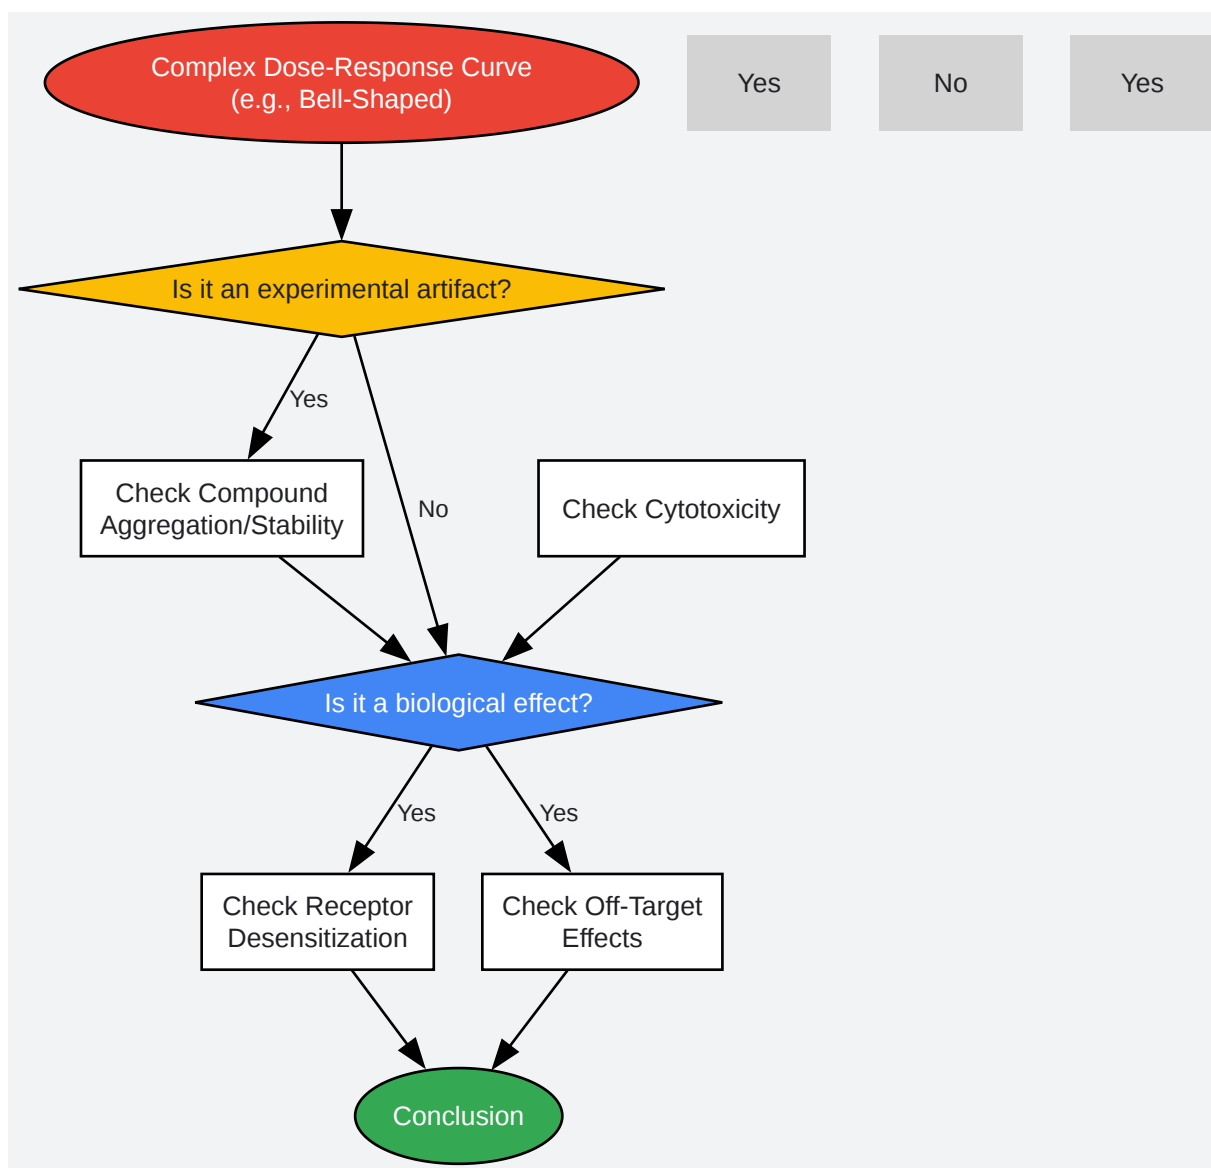 Complex Dose-Response Curve
(e.g., Bell-Shaped)
Yes
No
Yes
Is it an experimental artifact?
Yes
Check Compound
Aggregation/Stability
No
Check Cytotoxicity
Is it a biological effect?
Yes
Yes
Check Receptor
Desensitization
Check Off-Target
Effects
Conclusion